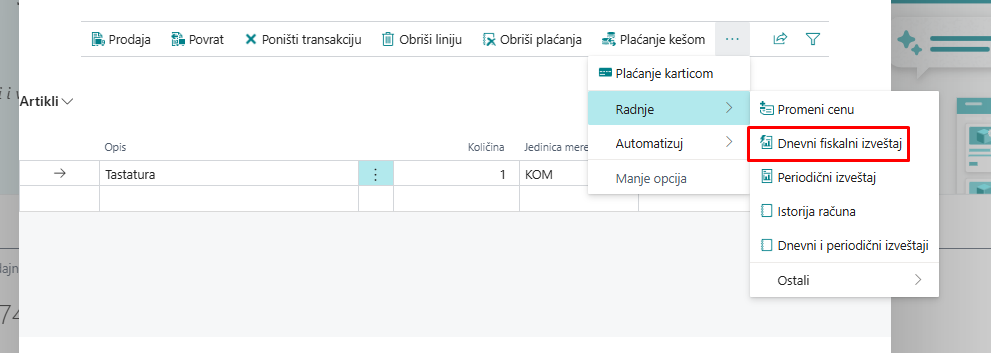 Prodaja Povrat Poništi transakciju Obriši liniju Obriši plaćanja Plaćanje kešom ...
Plaćanje karticom
Artikli
Radnje
Promeni cenu
Automatizuj
Dnevni fiskalni izveštaj
Opis Količina Jedinica mere
Tastatura 1 KOM
Manje opcija
Periodični izveštaj
Istorija računa
Dnevni i periodični izveštaji
Ostali
74